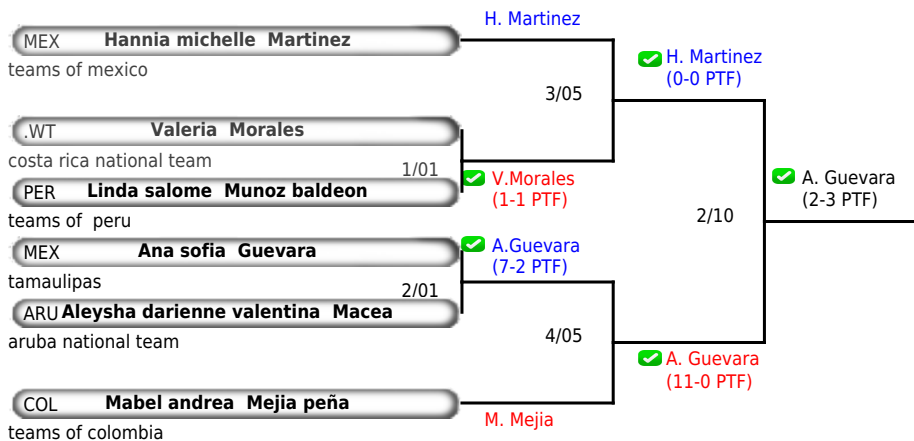 H. Martinez
MEX Hannia michelle Martinez
teams of mexico
H. Martinez
(0-0 PTF)
3/05
.WT Valeria Morales
costa rica national team
1/01
V.Morales
(1-1 PTF)
A. Guevara
(2-3 PTF)
PER Linda salome Munoz baldeon
teams of peru
2/10
MEX Ana sofia Guevara
A.Guevara
(7-2 PTF)
tamaulipas
2/01
ARU Aleysha darienne valentina Macea
aruba national team
4/05
A. Guevara
(11-0 PTF)
COL Mabel andrea Mejia peña
M. Mejia
teams of colombia